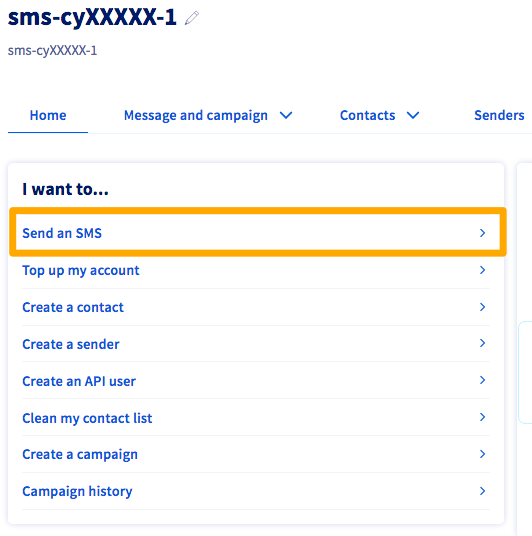 sms-cyXXXXX-1
sms-cyXXXXX-1
Home Message and campaign Contacts Senders
I want to...
Send an SMS
Top up my account
Create a contact
Create a sender
Create an API user
Clean my contact list
Create a campaign
Campaign history